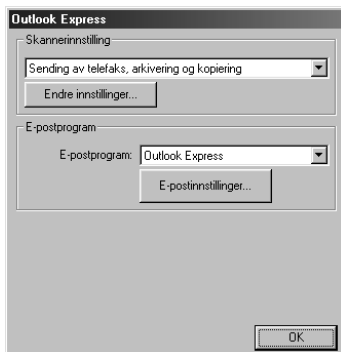 Outlook Express
Skannerinnstilling
Sending av telefaks, arkivering og kopiering
Endre innstillinger...
E-postprogram
E-postprogram: Outlook Express
E-postinnstillinger...
OK